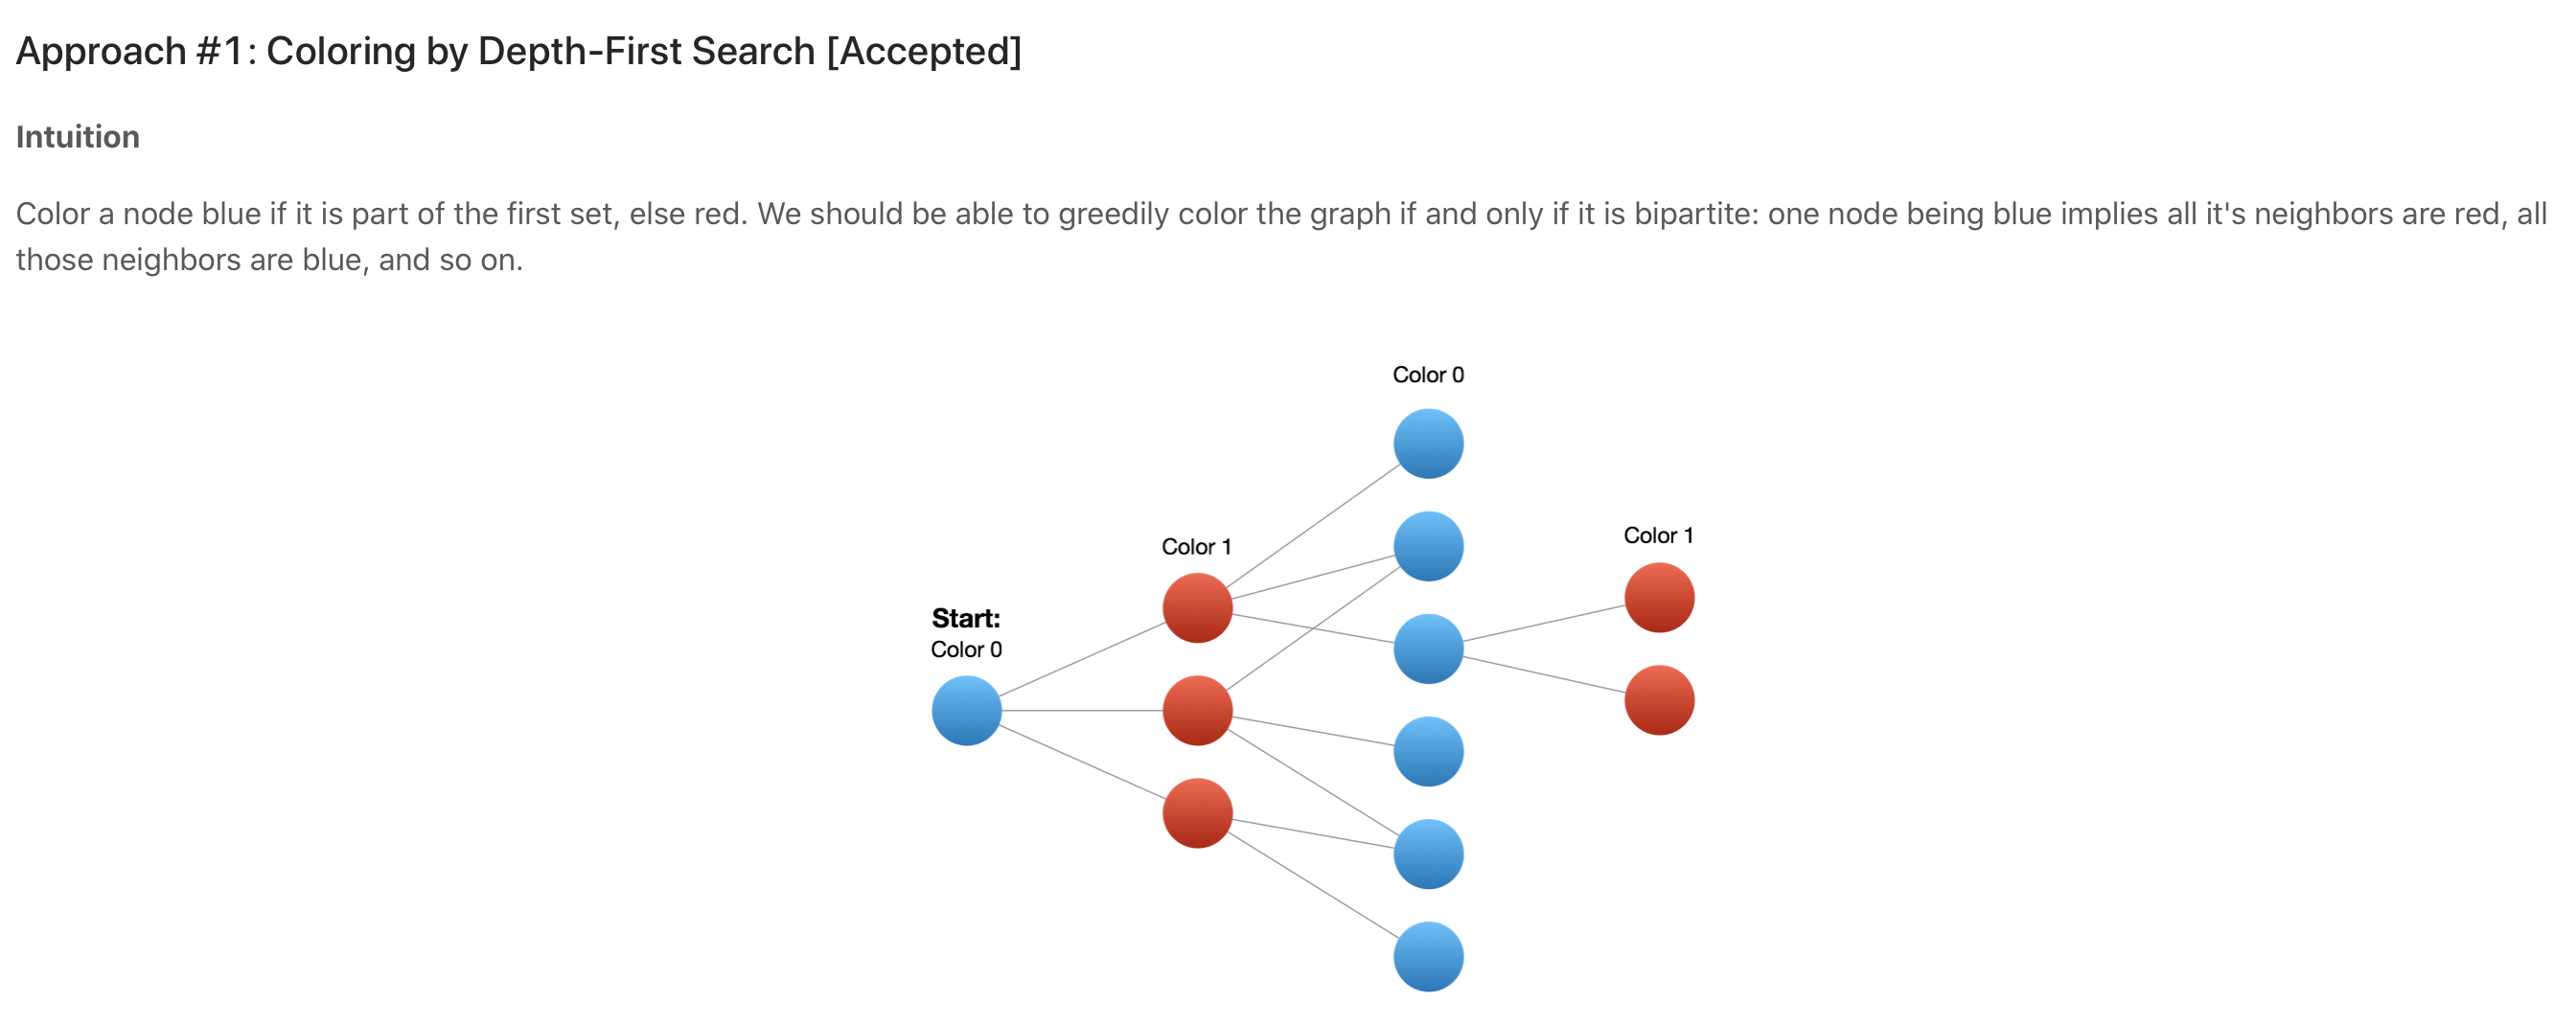 Approach #1: Coloring by Depth-First Search [Accepted]
Intuition
Color a node blue if it is part of the first set, else red. We should be able to greedily color the graph if and only if it is bipartite: one node being blue implies all it's neighbors are red, all
those neighbors are blue, and so on.
Color 0
Color 1
Color 1
Start:
Color 0